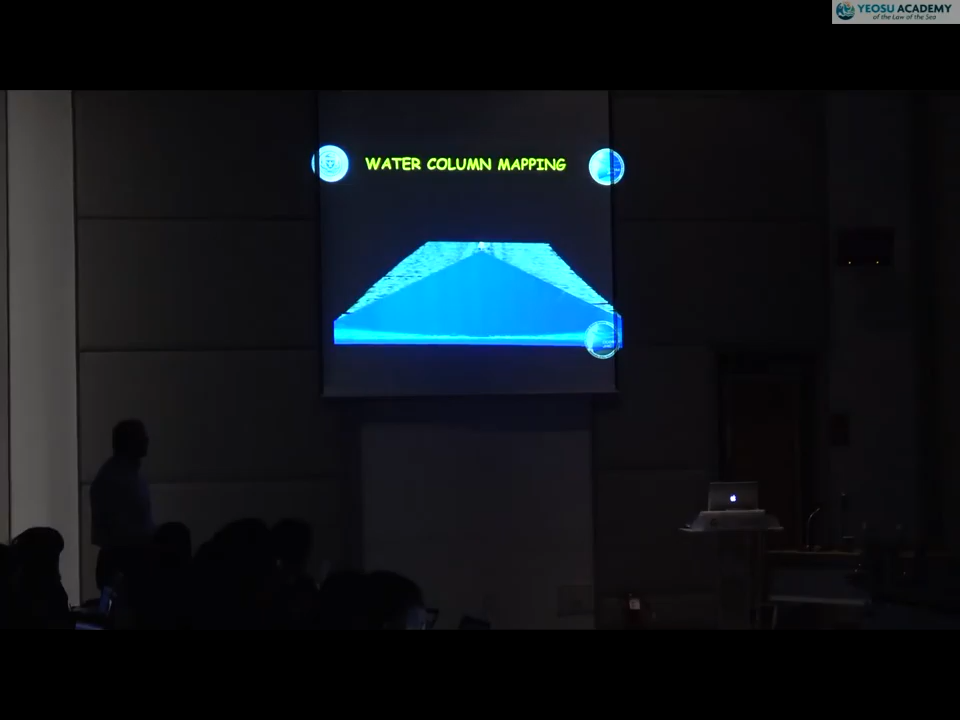 YEOSU ACADEMY
of the Law of the Sea
WATER COLUMN MAPPING